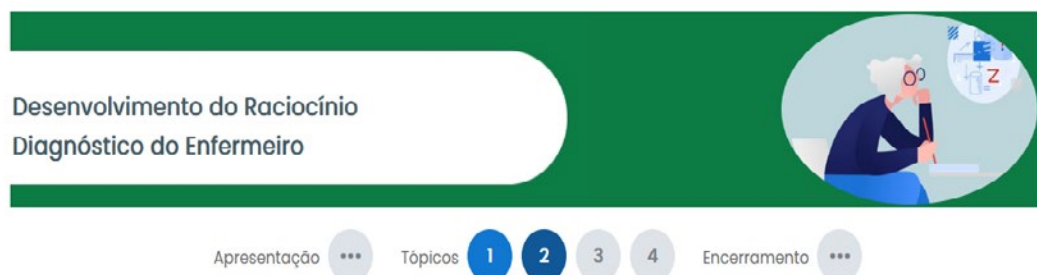 Desenvolvimento do Raciocínio
Diagnóstico do Enfermeiro
Z
Apresentação ••• Tópicos 1 2 3 4 Encerramento •••